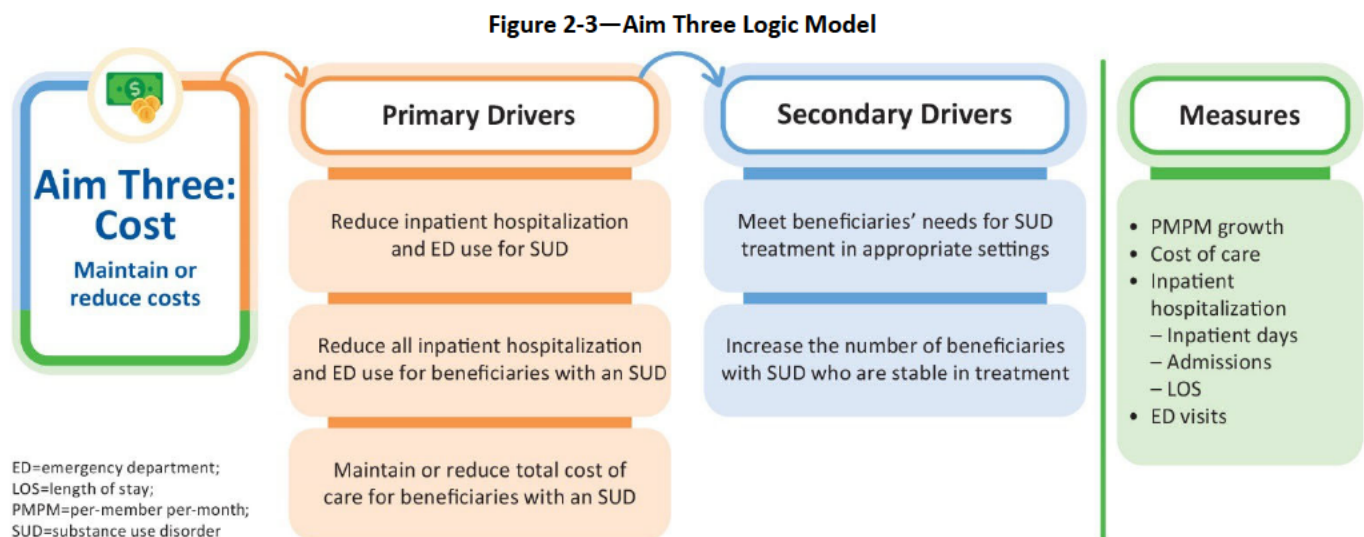 Figure 2-3—Aim Three Logic Model
Aim Three:
Cost
Maintain or
reduce costs
Primary Drivers
Reduce inpatient hospitalization
and ED use for SUD
Reduce all inpatient hospitalization
and ED use for beneficiaries with an SUD
Maintain or reduce total cost of
care for beneficiaries with an SUD
Secondary Drivers
Meet beneficiaries’ needs for SUD
treatment in appropriate settings
Increase the number of beneficiaries
with SUD who are stable in treatment
Measures
• PMPM growth
• Cost of care
• Inpatient
hospitalization
– Inpatient days
– Admissions
– LOS
• ED visits
ED=emergency department;
LOS=length of stay;
PMPM=per-member per-month;
SUD=substance use disorder